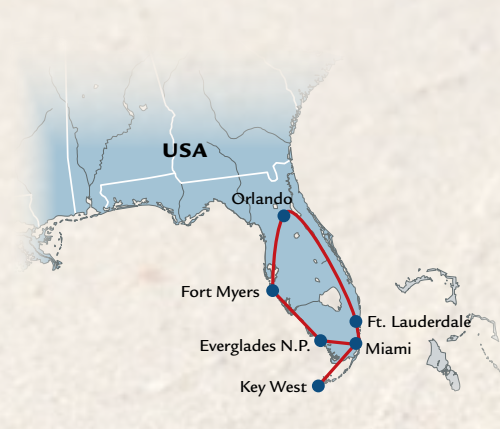 USA
Orlando
Fort Myers
Ft. Lauderdale
Everglades N.P.
Miami
Key West